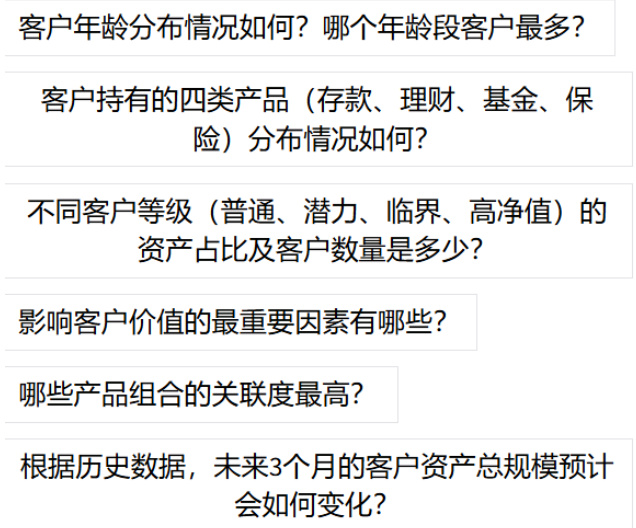 客户年龄分布情况如何？哪个年龄段客户最多？
客户持有的四类产品（存款、理财、基金、保
险）分布情况如何？
不同客户等级（普通、潜力、临界、高净值）的
资产占比及客户数量是多少？
影响客户价值的最重要因素有哪些？
哪些产品组合的关联度最高？
根据历史数据，未来3个月的客户资产总规模预计
会如何变化？